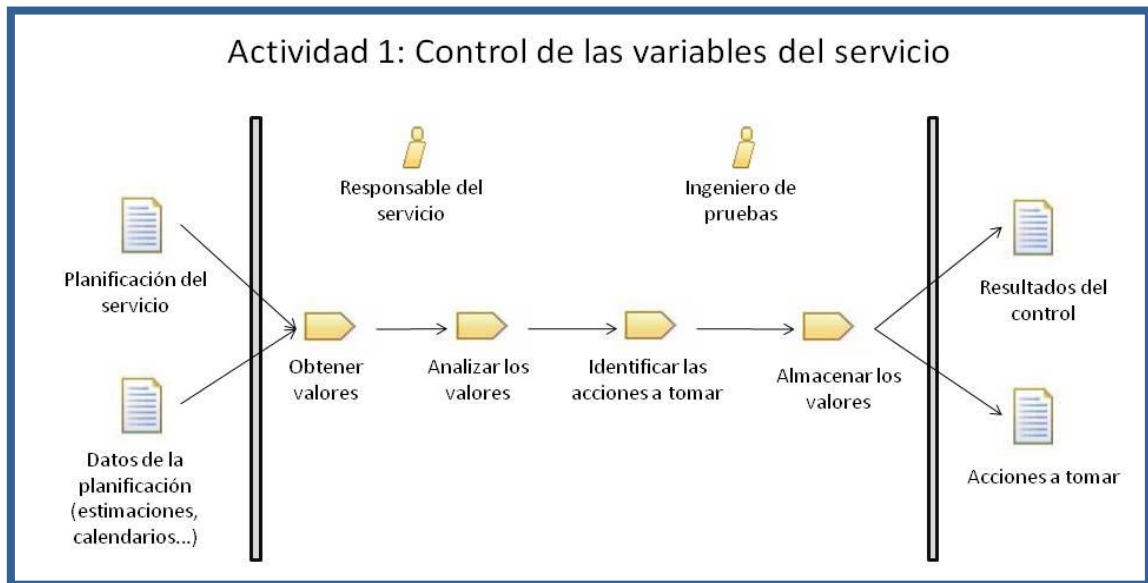 Actividad 1: Control de las variables del servicio
Responsable del
servicio
Ingeniero de
pruebas
Planificación del
servicio
Datos de la
planificación
(estimaciones,
calendarios...)
Obtener
valores
Analizar los
valores
Identificar las
acciones a tomar
Almacenar los
valores
Resultados del
control
Acciones a tomar